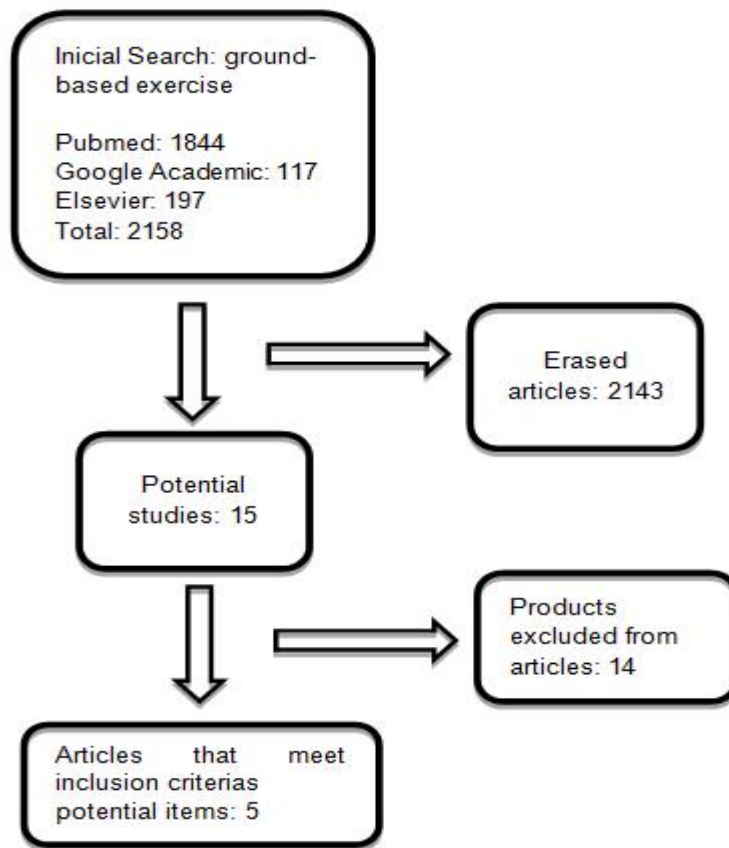 Inicial Search: ground-
based exercise
Pubmed: 1844
Google Academic: 117
Elsevier: 197
Total: 2158
Erased
articles: 2143
Potential
studies: 15
Products
excluded from
articles: 14
Articles that meet
inclusion criterias
potential items: 5